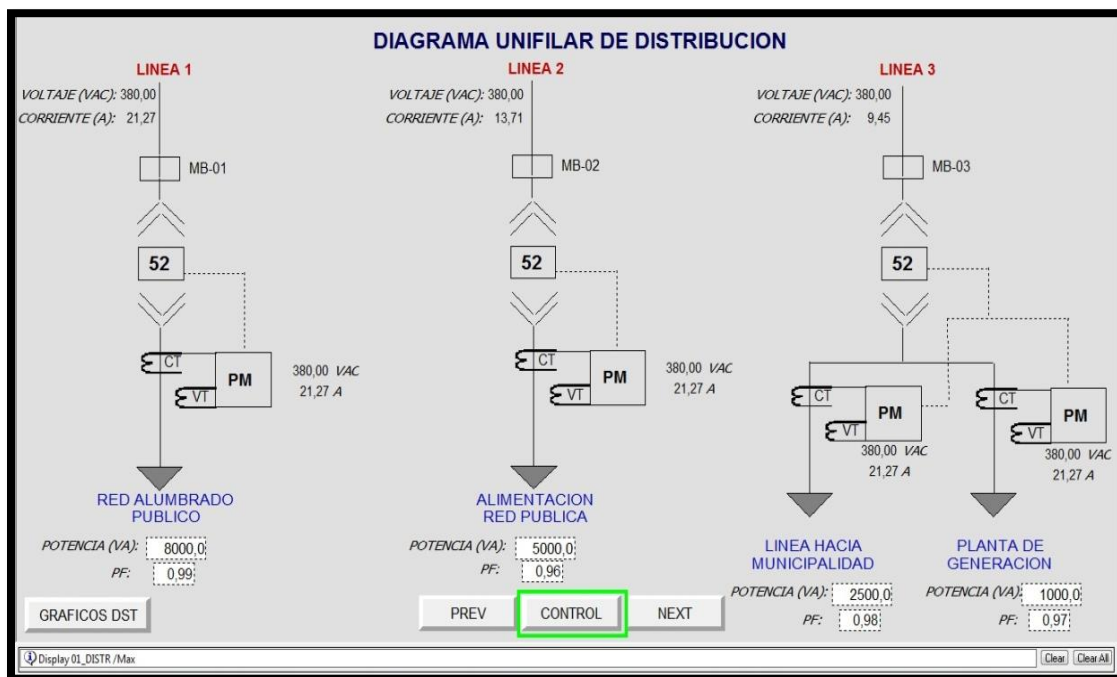 DIAGRAMA UNIFILAR DE DISTRIBUCION
LINEA 1
VOLTAJE (VAC): 380,00
CORRIENTE (A): 21,27
MB-01
52
CT
PM
VT
380,00 VAC
21,27 A
RED ALUMBRADO
PUBLICO
POTENCIA (VA): 8000,0
PF: 0,99
LINEA 2
VOLTAJE (VAC): 380,00
CORRIENTE (A): 13,71
MB-02
52
CT
PM
VT
380,00 VAC
21,27 A
ALIMENTACION
RED PUBLICA
POTENCIA (VA): 5000,0
PF: 0,96
LINEA 3
VOLTAJE (VAC): 380,00
CORRIENTE (A): 9,45
MB-03
52
CT
PM
VT
380,00 VAC
21,27 A
LINEA HACIA
MUNICIPALIDAD
POTENCIA (VA): 2500,0
PF: 0,98
CT
PM
VT
380,00 VAC
21,27 A
PLANTA DE
GENERACION
POTENCIA (VA): 1000,0
PF: 0,97
GRAFICOS DST
PREV
CONTROL
NEXT
Display 01_DISTR /Max
Clear
Clear All